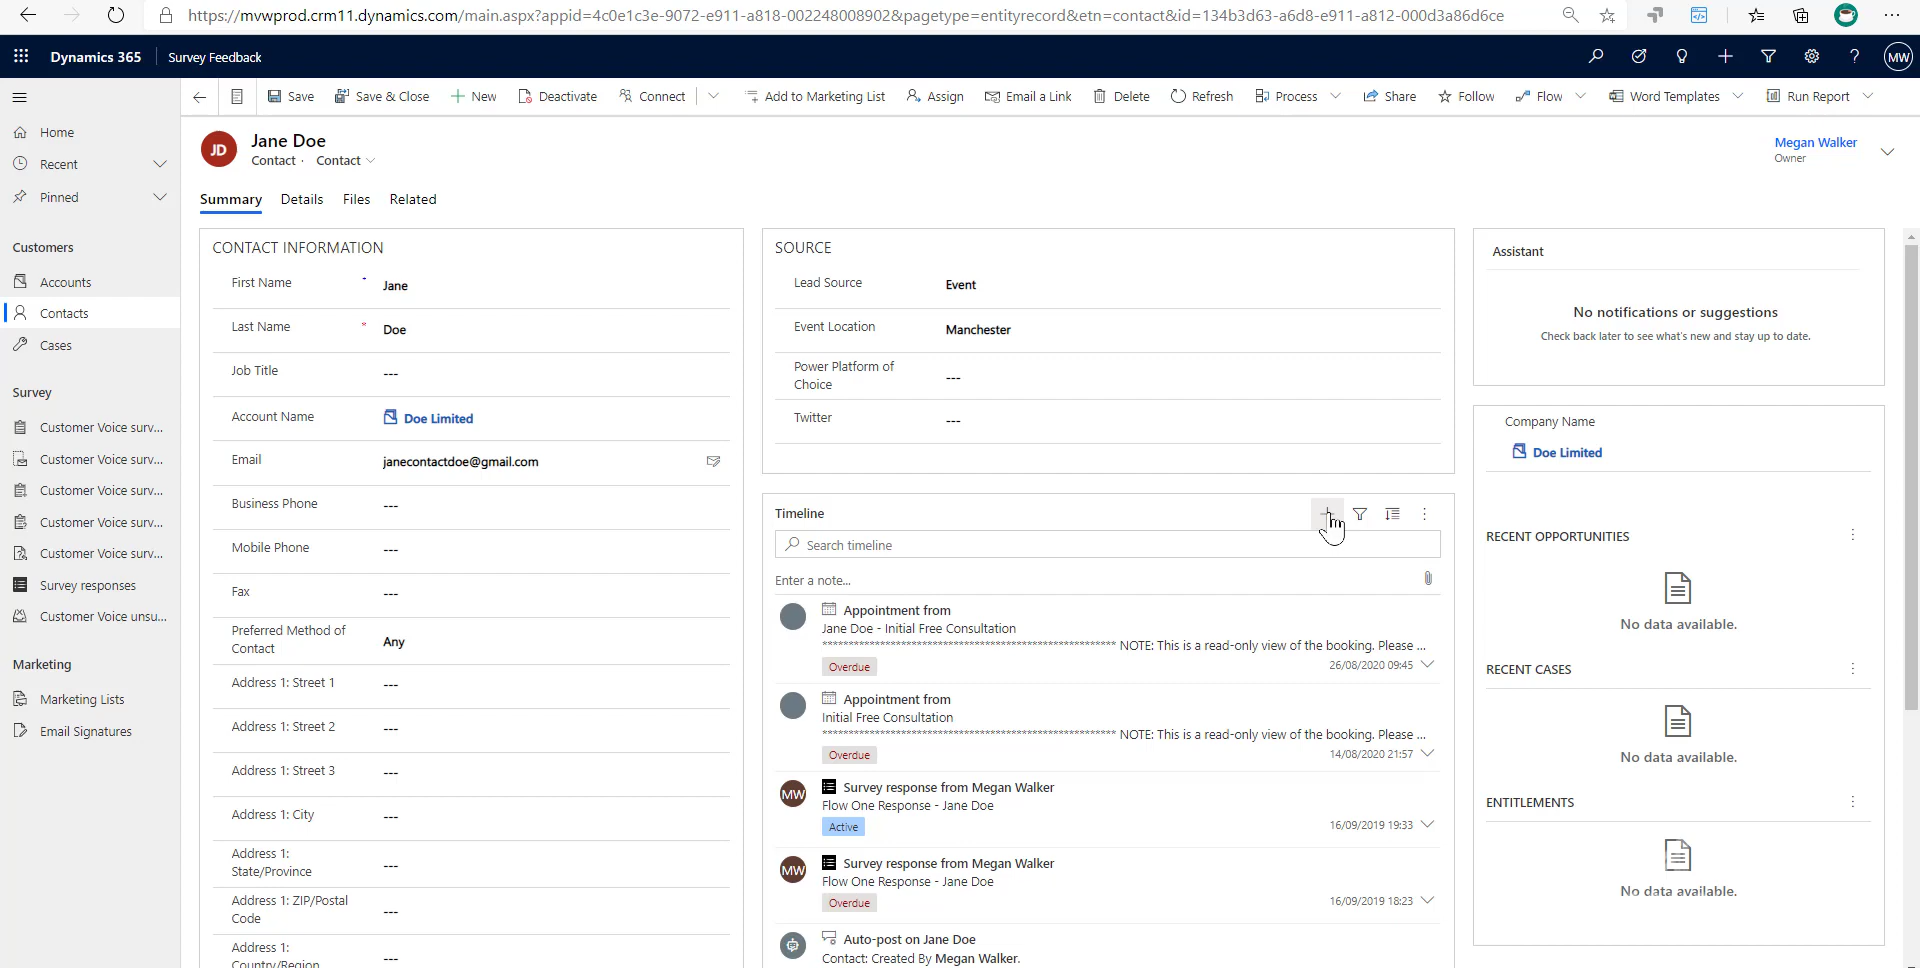 https://mvwprod.crm11.dynamics.com/main.aspx?appid=4c0e1c3e-9072-e911-a818-002248008902&pagetype=entityrecord&etn=contact&id=134b3d63-a6d8-e911-a812-000d3a86d6ce
Dynamics 365 Survey Feedback MW
Save Save & Close New Deactivate Connect Add to Marketing List Assign Email a Link Delete Refresh Process Share Follow Flow Word Templates Run Report
Home
Recent
Pinned
Customers
Accounts
Contacts
Cases
Survey
Customer Voice surv...
Customer Voice surv...
Customer Voice surv...
Customer Voice surv...
Customer Voice surv...
Survey responses
Customer Voice unsu...
Marketing
Marketing Lists
Email Signatures
JD
Jane Doe
Contact · Contact
Megan Walker
Owner
Summary Details Files Related
CONTACT INFORMATION
First Name * Jane
Last Name * Doe
Job Title ---
Account Name Doe Limited
Email janecontactdoe@gmail.com
Business Phone ---
Mobile Phone ---
Fax ---
Preferred Method of
Contact
Any
Address 1: Street 1 ---
Address 1: Street 2 ---
Address 1: Street 3 ---
Address 1: City ---
Address 1:
State/Province
---
Address 1: ZIP/Postal
Code
---
Address 1:
Country/Region
---
SOURCE
Lead Source Event
Event Location Manchester
Power Platform of
Choice
---
Twitter ---
Timeline
Search timeline
Enter a note...
Appointment from
Jane Doe - Initial Free Consultation
********************************************************* NOTE: This is a read-only view of the booking. Please ...
Overdue 26/08/2020 09:45
Appointment from
Initial Free Consultation
********************************************************* NOTE: This is a read-only view of the booking. Please ...
Overdue 14/08/2020 21:57
MW
Survey response from Megan Walker
Flow One Response - Jane Doe
Active 16/09/2019 19:33
MW
Survey response from Megan Walker
Flow One Response - Jane Doe
Overdue 16/09/2019 18:23
Auto-post on Jane Doe
Contact: Created By Megan Walker.
Assistant
No notifications or suggestions
Check back later to see what's new and stay up to date.
Company Name
Doe Limited
RECENT OPPORTUNITIES
No data available.
RECENT CASES
No data available.
ENTITLEMENTS
No data available.